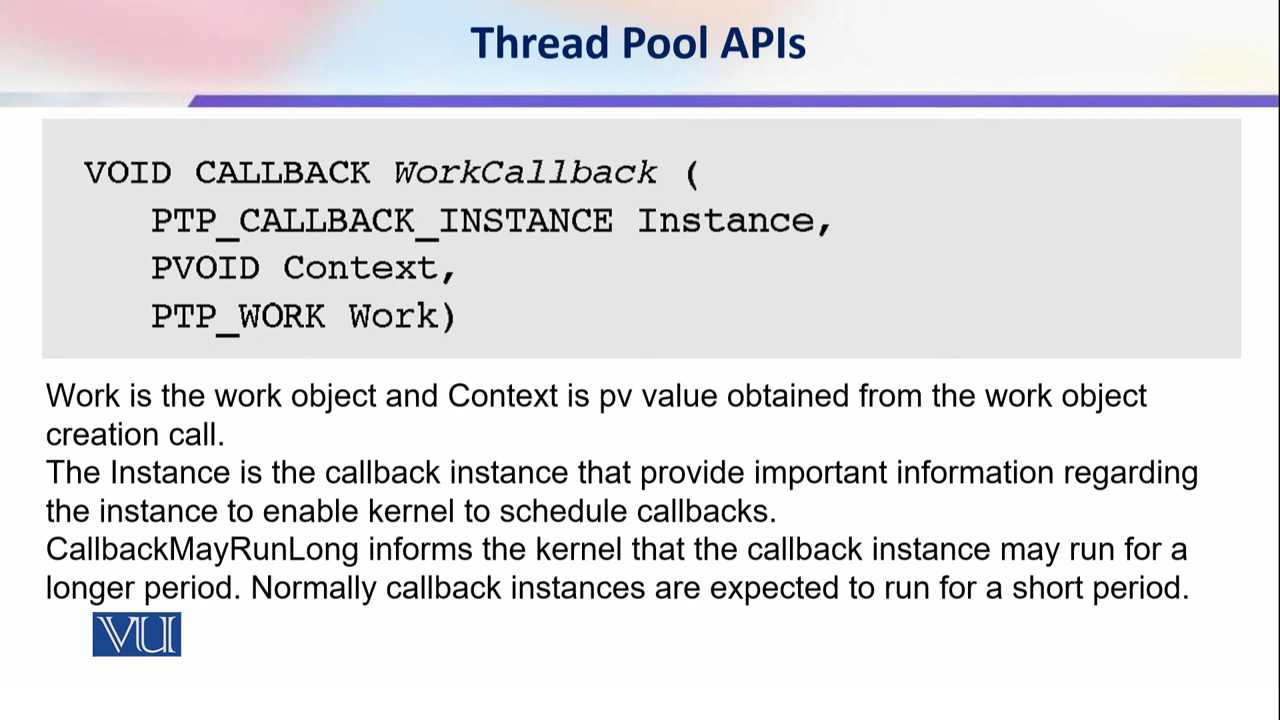 Thread Pool APIs
VOID CALLBACK WorkCallback (
PTP_CALLBACK_INSTANCE Instance,
PVOID Context,
PTP_WORK Work)
Work is the work object and Context is pv value obtained from the work object
creation call.
The Instance is the callback instance that provide important information regarding
the instance to enable kernel to schedule callbacks.
CallbackMayRunLong informs the kernel that the callback instance may run for a
longer period. Normally callback instances are expected to run for a short period.
VU